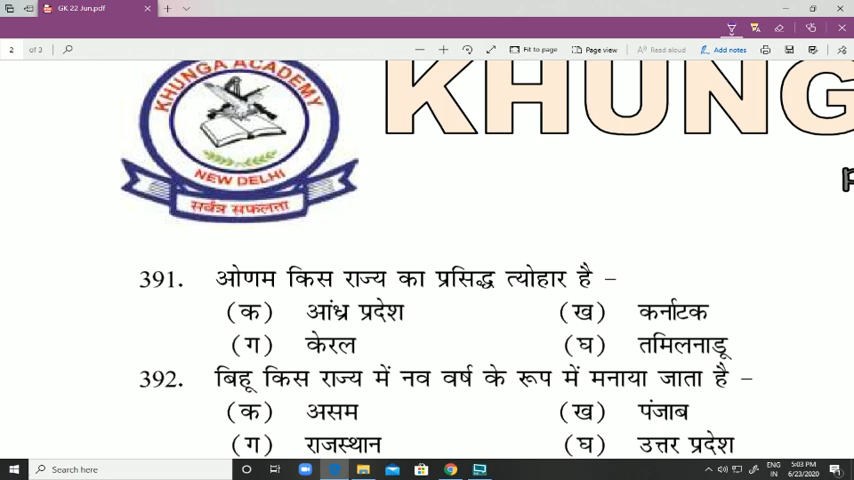 GK 22 Jun.pdf
2 of 3 Fit to page Page view Read aloud Add notes
KHUNGA ACADEMY
NEW DELHI
सर्वत्र सफलता
KHUNG
391. ओणम किस राज्य का प्रसिद्ध त्योहार है –
(क) आंध्र प्रदेश (ख) कर्नाटक
(ग) केरल (घ) तमिलनाडू
392. बिहू किस राज्य में नव वर्ष के रूप में मनाया जाता है –
(क) असम (ख) पंजाब
(ग) राजस्थान (घ) उत्तर प्रदेश
Search here
ENG 5:03 PM
IN 6/23/2020